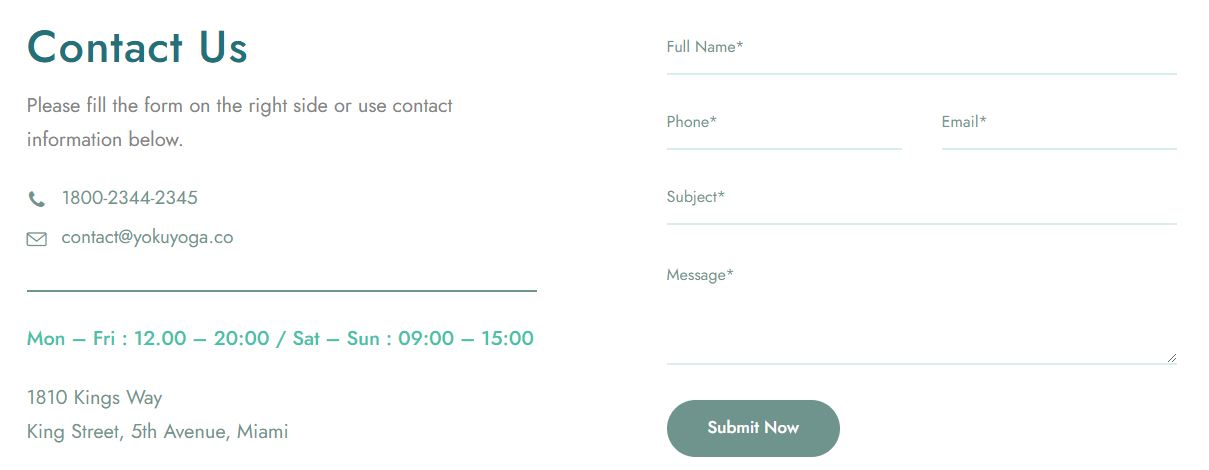 Contact Us
Please fill the form on the right side or use contact
information below.
1800-2344-2345
contact@yokuyoga.co
Mon – Fri : 12.00 – 20:00 / Sat – Sun : 09:00 – 15:00
1810 Kings Way
King Street, 5th Avenue, Miami
Full Name*
Phone*
Email*
Subject*
Message*
Submit Now